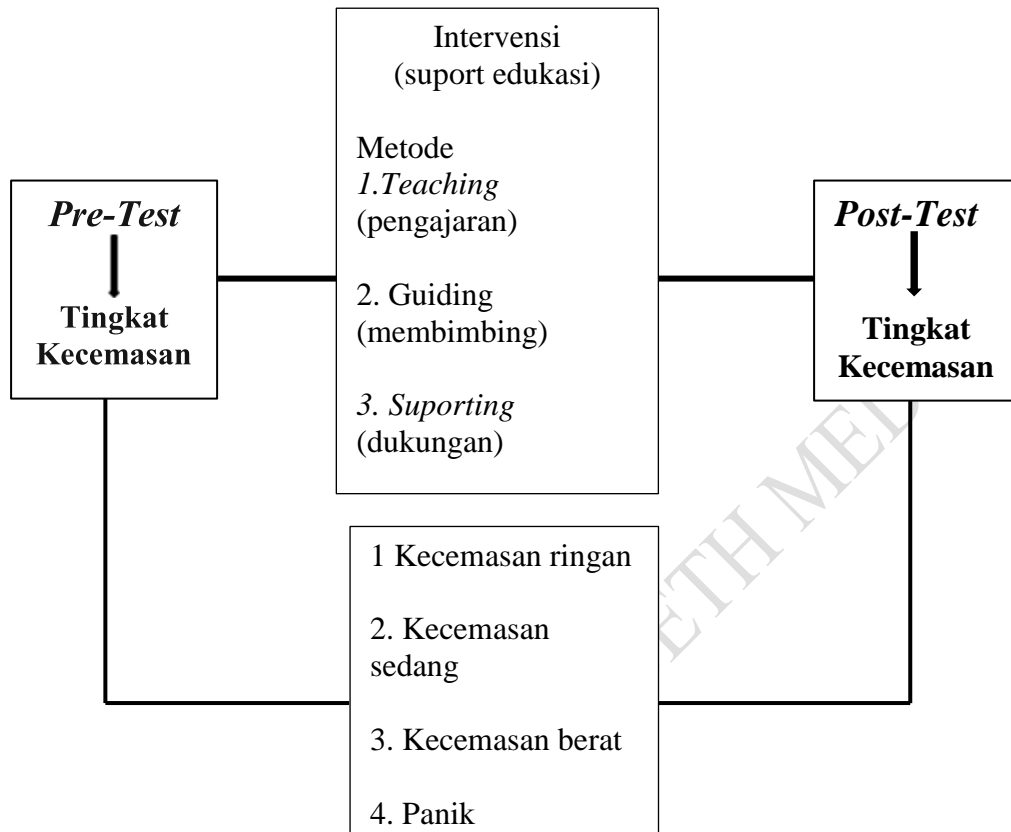 Intervensi
(suport edukasi)
Metode
1.Teaching
(pengajaran)
2. Guiding
(membimbing)
3. Suporting
(dukungan)
Pre-Test
Tingkat
Kecemasan
Post-Test
Tingkat
Kecemasan
1 Kecemasan ringan
2. Kecemasan
sedang
3. Kecemasan berat
4. Panik